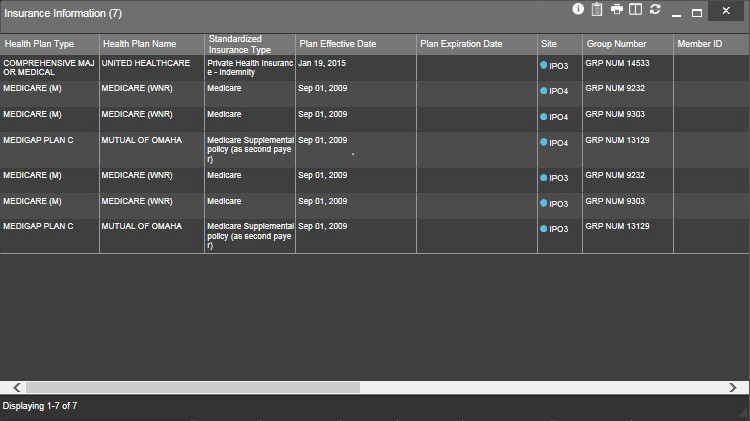 Insurance Information (7)
Health Plan Type Health Plan Name Standardized Insurance Type Plan Effective Date Plan Expiration Date Site Group Number Member ID
COMPREHENSIVE MAJ UNITED HEALTHCARE Private Health Insuranc Jan 19, 2015 IPO3 GRP NUM 14533
OR MEDICAL e - Indemnity
MEDICARE (M) MEDICARE (WNR) Medicare Sep 01, 2009 IPO4 GRP NUM 9232
MEDICARE (M) MEDICARE (WNR) Medicare Sep 01, 2009 IPO4 GRP NUM 9303
MEDIGAP PLAN C MUTUAL OF OMAHA Medicare Supplemental Sep 01, 2009 IPO4 GRP NUM 13129
policy (as second paye
r)
MEDICARE (M) MEDICARE (WNR) Medicare Sep 01, 2009 IPO3 GRP NUM 9232
MEDICARE (M) MEDICARE (WNR) Medicare Sep 01, 2009 IPO3 GRP NUM 9303
MEDIGAP PLAN C MUTUAL OF OMAHA Medicare Supplemental Sep 01, 2009 IPO3 GRP NUM 13129
policy (as second paye
r)
Displaying 1-7 of 7